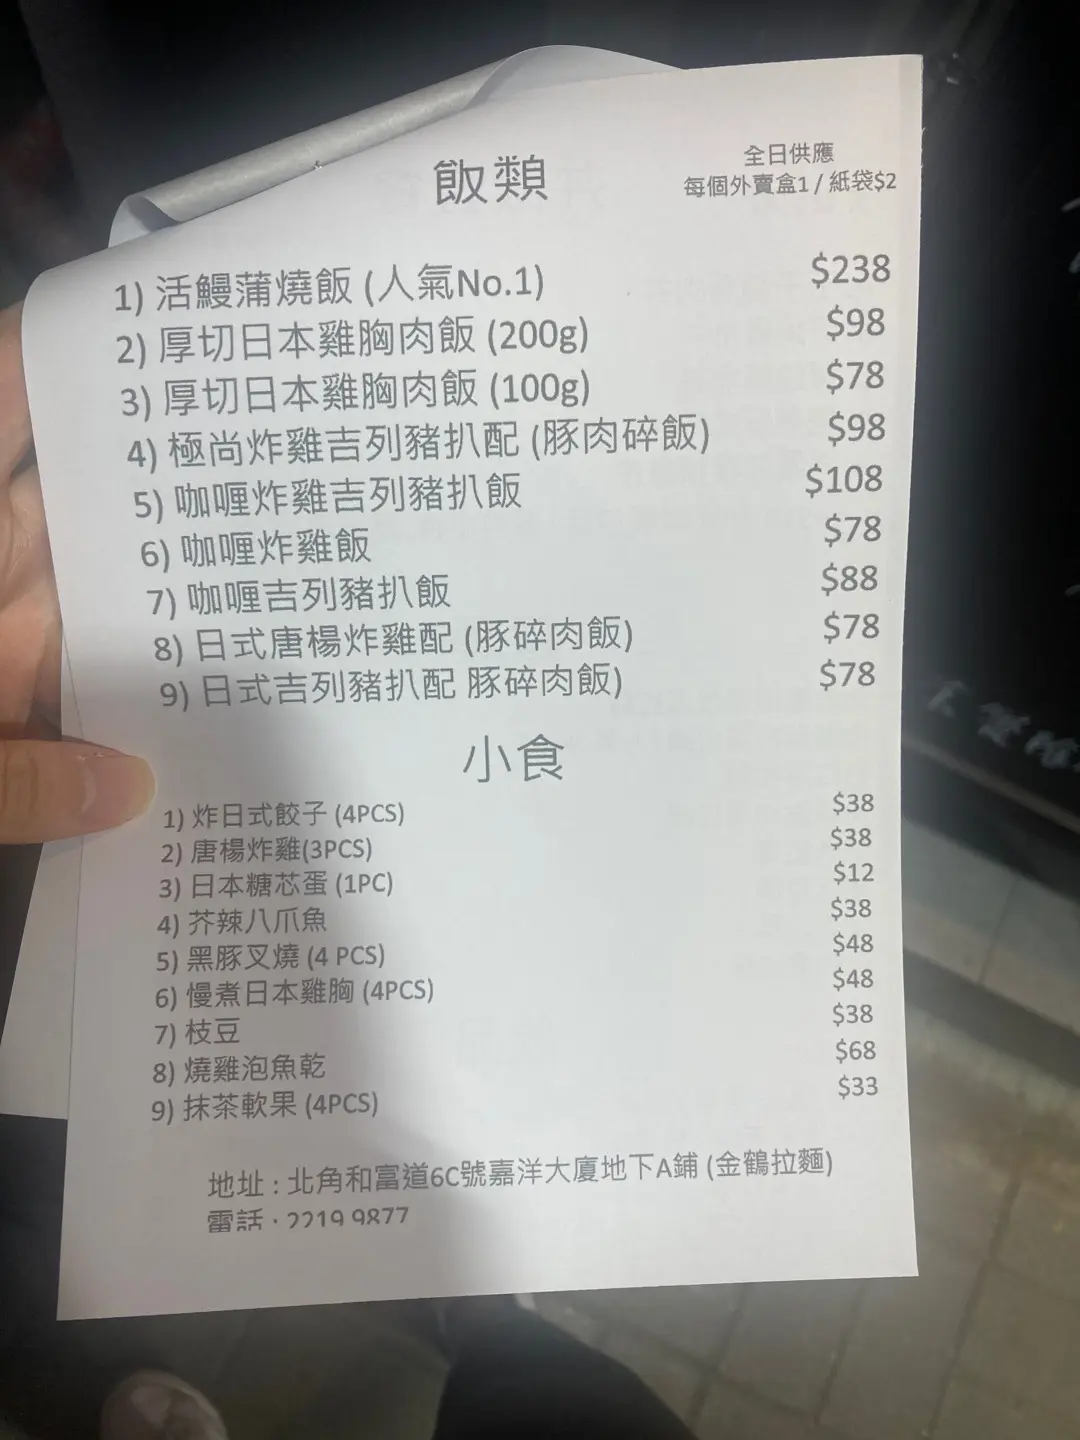 飯類
全日供應
每個外賣盒1 / 紙袋$2
1) 活鰻蒲燒飯 (人氣No.1) $238
2) 厚切日本雞胸肉飯 (200g) $98
3) 厚切日本雞胸肉飯 (100g) $78
4) 極尚炸雞吉列豬扒配 (豚肉碎飯) $98
5) 咖喱炸雞吉列豬扒飯 $108
6) 咖喱炸雞飯 $78
7) 咖喱吉列豬扒飯 $88
8) 日式唐楊炸雞配 (豚碎肉飯) $78
9) 日式吉列豬扒配 豚碎肉飯) $78
小食
1) 炸日式餃子 (4PCS) $38
2) 唐楊炸雞(3PCS) $38
3) 日本糖芯蛋 (1PC) $12
4) 芥辣八爪魚 $38
5) 黑豚叉燒 (4 PCS) $48
6) 慢煮日本雞胸 (4PCS) $48
7) 枝豆 $38
8) 燒雞泡魚乾 $68
9) 抹茶軟果 (4PCS) $33
地址 : 北角和富道6C號嘉洋大廈地下A鋪 (金鶴拉麵)
電話 : 2219 9877